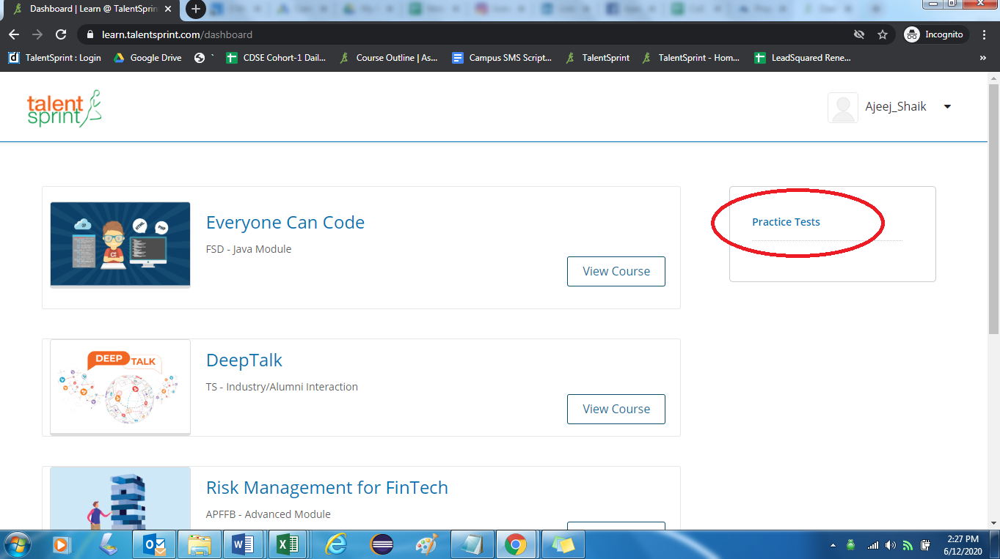 Dashboard | Learn @ TalentSprin
learn.talentsprint.com/dashboard
Incognito
TalentSprint : Login
Google Drive
CDSE Cohort-1 Dail...
Course Outline | As...
Campus SMS Script...
TalentSprint
TalentSprint - Hom...
LeadSquared Rene...
»
talent
sprint
Ajeej_Shaik
Everyone Can Code
FSD - Java Module
View Course
Practice Tests
HTML
PHP
DEEP
TALK
DeepTalk
TS - Industry/Alumni Interaction
View Course
Risk Management for FinTech
APFFB - Advanced Module
2:27 PM
6/12/2020